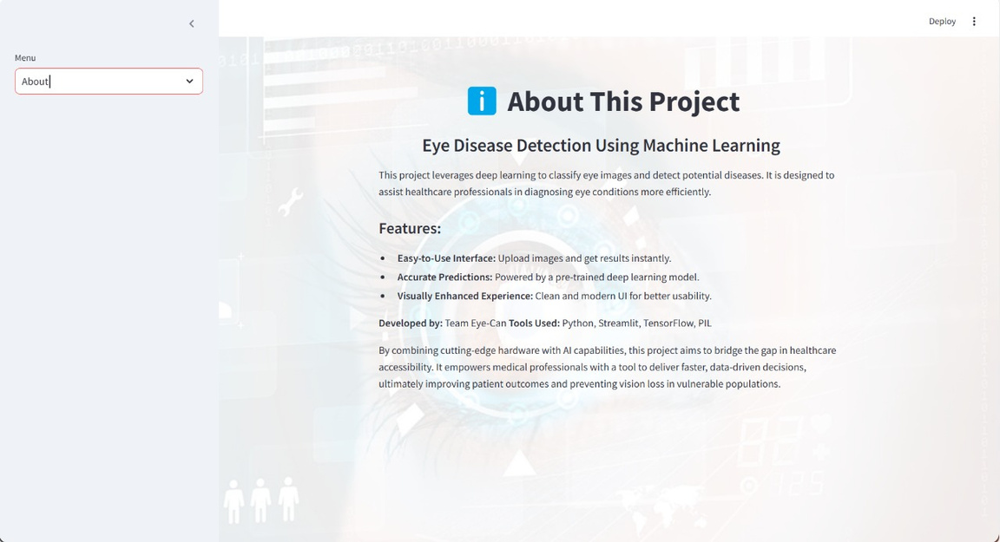 Deploy
Menu
About
About This Project
Eye Disease Detection Using Machine Learning
This project leverages deep learning to classify eye images and detect potential diseases. It is designed to
assist healthcare professionals in diagnosing eye conditions more efficiently.
Features:
• Easy-to-Use Interface: Upload images and get results instantly.
• Accurate Predictions: Powered by a pre-trained deep learning model.
• Visually Enhanced Experience: Clean and modern UI for better usability.
Developed by: Team Eye-Can Tools Used: Python, Streamlit, TensorFlow, PIL
By combining cutting-edge hardware with AI capabilities, this project aims to bridge the gap in healthcare
accessibility. It empowers medical professionals with a tool to deliver faster, data-driven decisions,
ultimately improving patient outcomes and preventing vision loss in vulnerable populations.